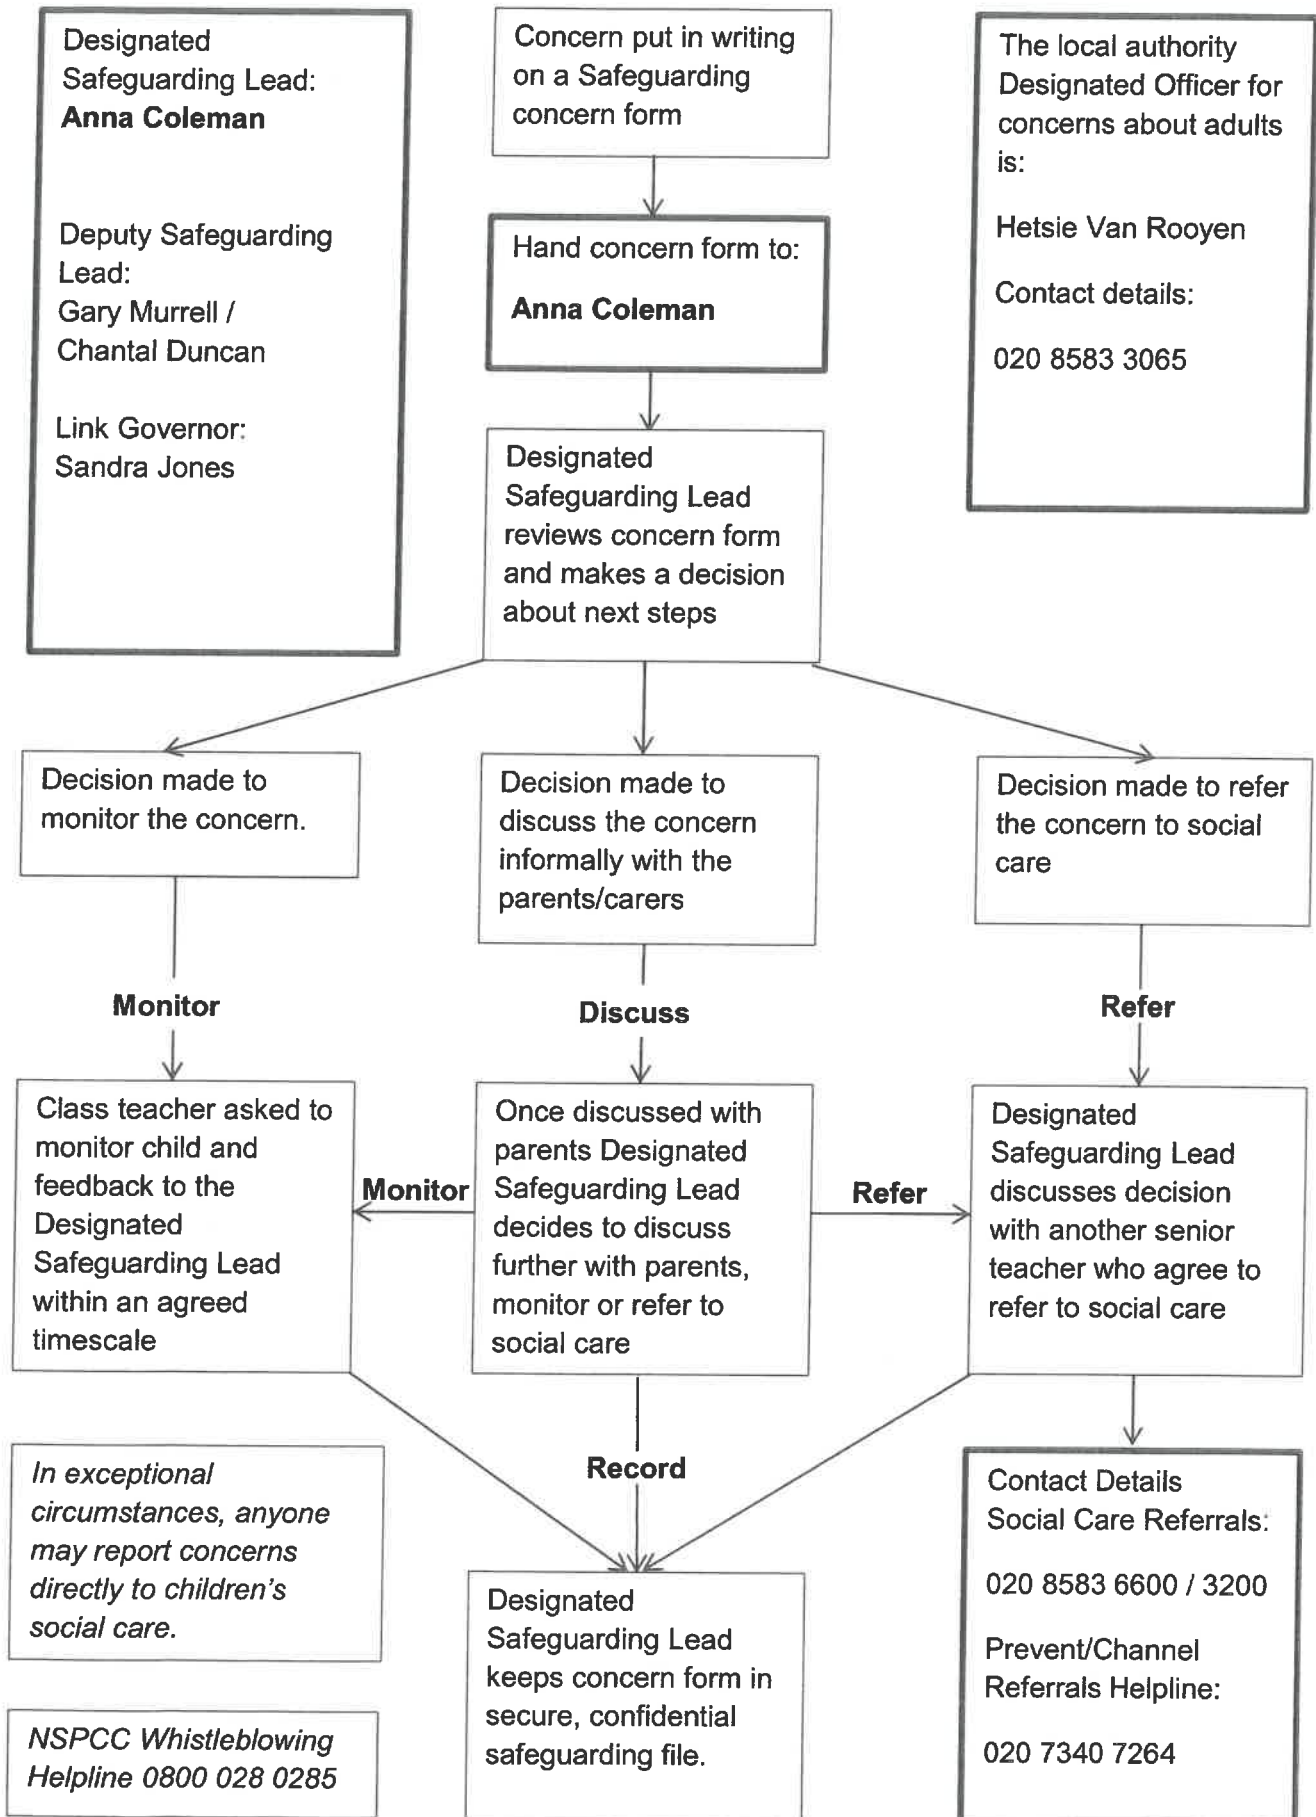 Designated
Safeguarding Lead:
Anna Coleman
Deputy Safeguarding
Lead:
Gary Murrell /
Chantal Duncan
Link Governor:
Sandra Jones
Concern put in writing
on a Safeguarding
concern form
The local authority
Designated Officer for
concerns about adults
is:
Hetsie Van Rooyen
Contact details:
020 8583 3065
Hand concern form to:
Anna Coleman
Designated
Safeguarding Lead
reviews concern form
and makes a decision
about next steps
Decision made to
monitor the concern.
Decision made to
discuss the concern
informally with the
parents/carers
Decision made to refer
the concern to social
care
Monitor
Discuss
Refer
Class teacher asked to
monitor child and
feedback to the
Designated
Safeguarding Lead
within an agreed
timescale
Monitor
Once discussed with
parents Designated
Safeguarding Lead
decides to discuss
further with parents,
monitor or refer to
social care
Refer
Designated
Safeguarding Lead
discusses decision
with another senior
teacher who agree to
refer to social care
Record
In exceptional
circumstances, anyone
may report concerns
directly to children's
social care.
NSPCC Whistleblowing
Helpline 0800 028 0285
Designated
Safeguarding Lead
keeps concern form in
secure, confidential
safeguarding file.
Contact Details
Social Care Referrals:
020 8583 6600 / 3200
Prevent/Channel
Referrals Helpline:
020 7340 7264